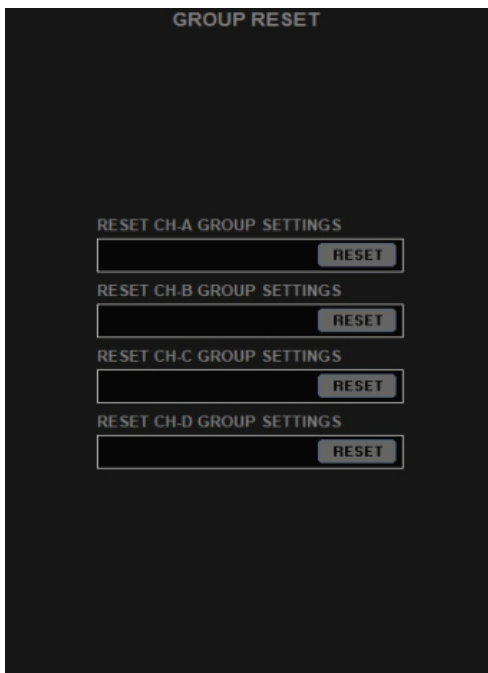 GROUP RESET
RESET CH-A GROUP SETTINGS
RESET
RESET CH-B GROUP SETTINGS
RESET
RESET CH-C GROUP SETTINGS
RESET
RESET CH-D GROUP SETTINGS
RESET